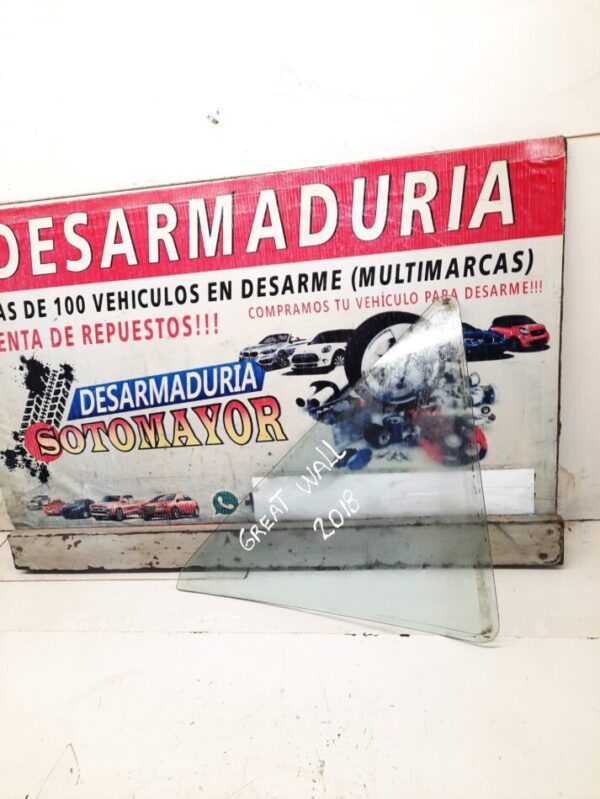 DESARMADURIA
AS DE 100 VEHICULOS EN DESARME (MULTIMARCAS)
ENTA DE REPUESTOS!!!
COMPRAMOS TU VEHÍCULO PARA DESARME!!!
DESARMADURIA
SOTOMAYOR
GREAT WALL
2018